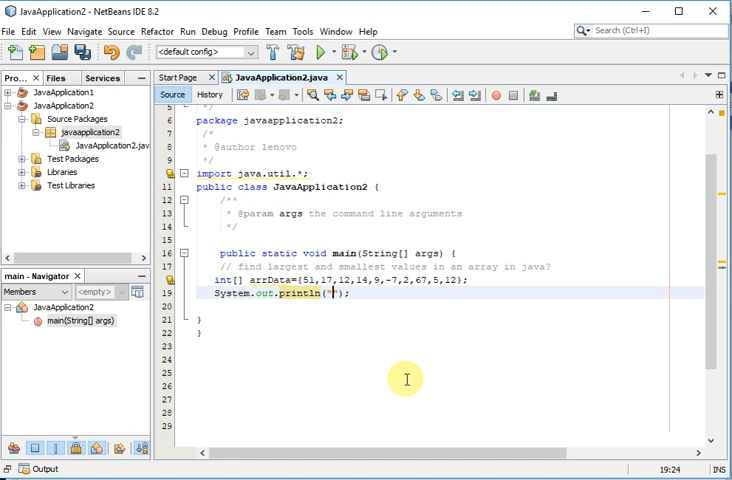 JavaApplication2 - NetBeans IDE 8.2
File Edit View Navigate Source Refactor Run Debug Profile Team Tools Window Help
Search (Ctrl+I)
<default config>
Pro... Files Services
Start Page JavaApplication2.java
Source History
JavaApplication1
JavaApplication2
Source Packages
javaapplication2
JavaApplication2.jav
Test Packages
Libraries
Test Libraries
main - Navigator
Members <empty>
JavaApplication2
main(String[] args)
5 */
6 package javaapplication2;
7 /*
8 * @author lenovo
9 */
import java.util.*;
11 public class JavaApplication2 {
12 /**
13 * @param args the command line arguments
14 */
15
16 public static void main(String[] args) {
17 // find largest and smallest values in an array in java?
int[] arrData={51,17,12,14,9,-7,2,67,5,12};
19 System.out.println("");
20
21 }
22 }
23
24
25
26
27
28
29
Output
19:24 INS